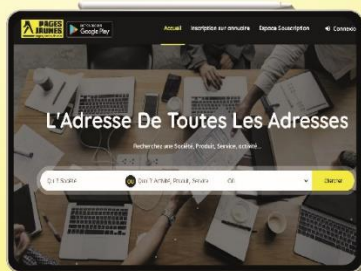 PAGES
JAUNES
Google Play
Accueil Inscription sur annuaire Espace Souscription Connexion
L'Adresse De Toutes Les Adresses
Recherchez une Société, Produit, Service, activité...
Qui ? Société OU Quoi ? Activité, Produit, Service Où
Chercher